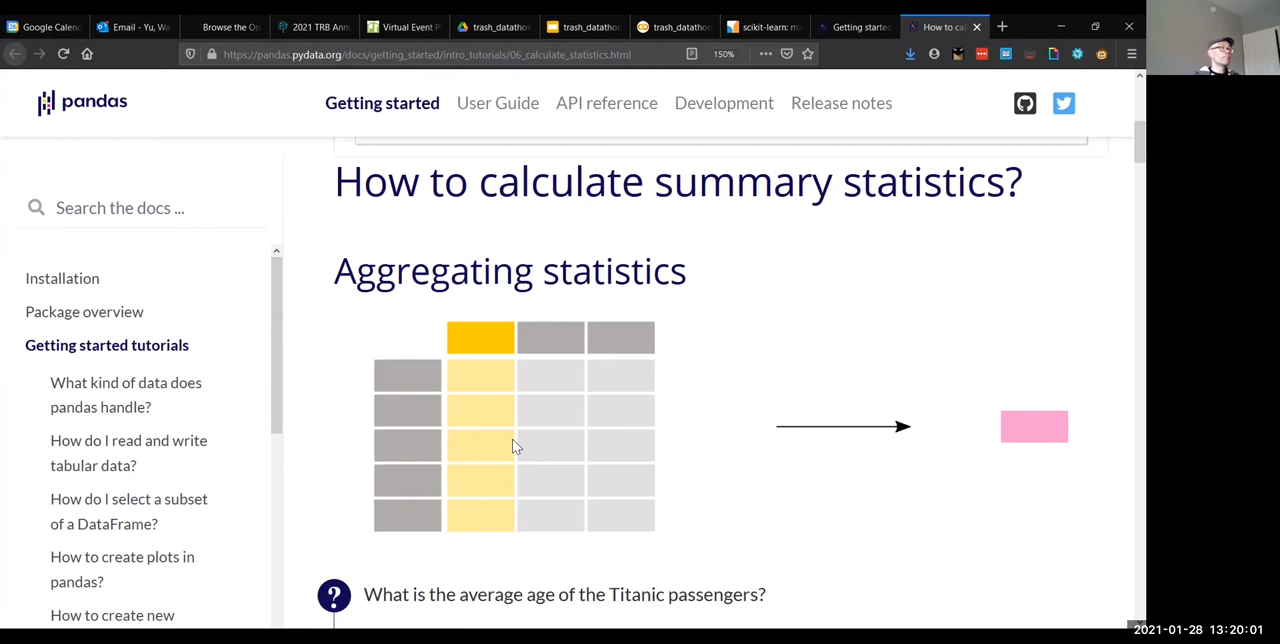 Google Calend
Email - Yu, Wa
Browse the On
2021 TRB Ann
Virtual Event P
trash_datathon
trash_datathon
trash_datathon
scikit-learn: ma
Getting started
How to cal
https://pandas.pydata.org/docs/getting_started/intro_tutorials/06_calculate_statistics.html
150%
pandas
Getting started
User Guide
API reference
Development
Release notes
Search the docs ...
Installation
Package overview
Getting started tutorials
What kind of data does
pandas handle?
How do I read and write
tabular data?
How do I select a subset
of a DataFrame?
How to create plots in
pandas?
How to create new
How to calculate summary statistics?
Aggregating statistics
?
What is the average age of the Titanic passengers?
2021-01-28 13:20:01